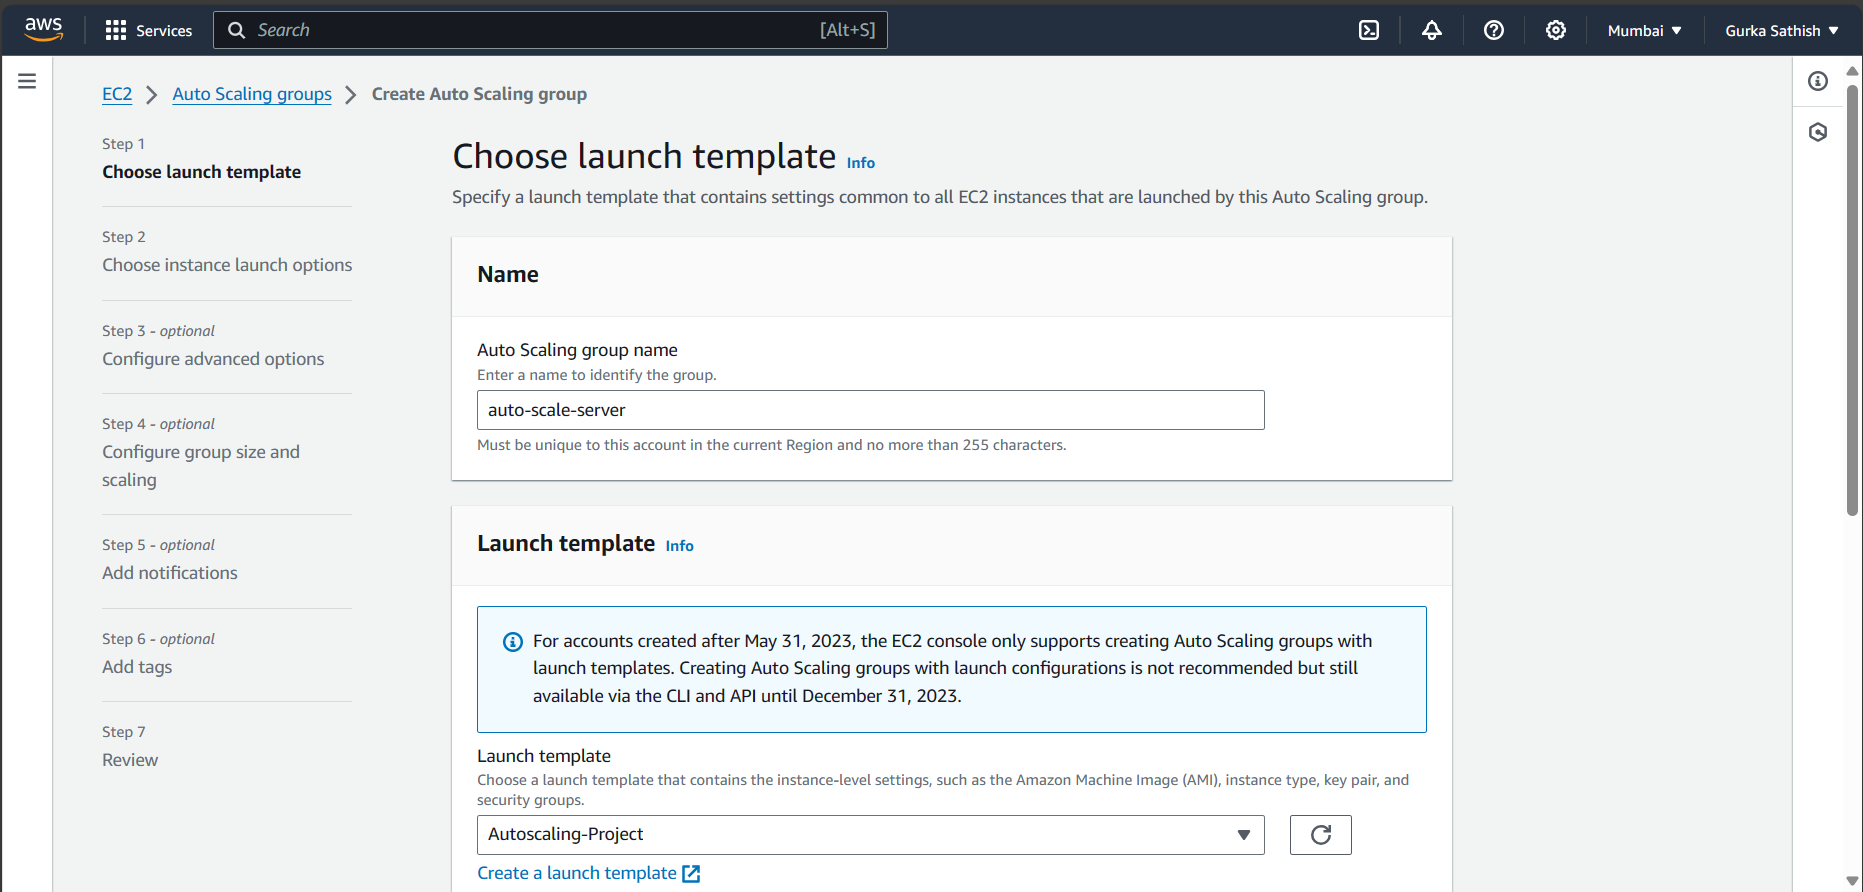 aws
Services
Search
[Alt+S]
Mumbai
Gurka Sathish
EC2
Auto Scaling groups
Create Auto Scaling group
Step 1
Choose launch template
Step 2
Choose instance launch options
Step 3 - optional
Configure advanced options
Step 4 - optional
Configure group size and
scaling
Step 5 - optional
Add notifications
Step 6 - optional
Add tags
Step 7
Review
Choose launch template Info
Specify a launch template that contains settings common to all EC2 instances that are launched by this Auto Scaling group.
Name
Auto Scaling group name
Enter a name to identify the group.
auto-scale-server
Must be unique to this account in the current Region and no more than 255 characters.
Launch template Info
For accounts created after May 31, 2023, the EC2 console only supports creating Auto Scaling groups with
launch templates. Creating Auto Scaling groups with launch configurations is not recommended but still
available via the CLI and API until December 31, 2023.
Launch template
Choose a launch template that contains the instance-level settings, such as the Amazon Machine Image (AMI), instance type, key pair, and
security groups.
Autoscaling-Project
Create a launch template